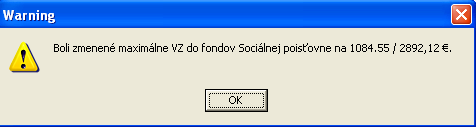 Warning
Boli zmenené maximálne VZ do fondov Sociálnej poisťovne na 1084.55 / 2892,12 €.
OK